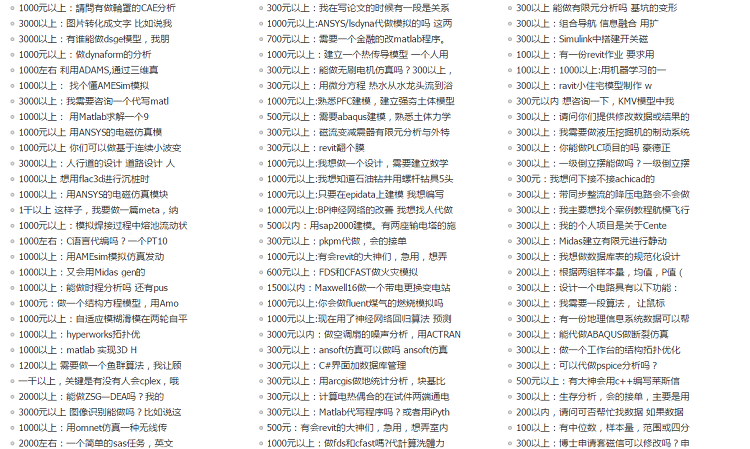 1000元以上：請問有做輪罩的CAE分析
3000以上：图片转化成文字 比如说我
3000以上：有谁能做dsge模型，我朋
1000元以上：做dynaform的分析
1000左右 利用ADAMS,通过三维真
1000以上： 找个懂AMESim模拟
3000以上：我需要咨询一个代写matl
1000以上： 用Matlab求解一个9
1000元以上 用ANSYS的电磁仿真模
1000元以上 你们可以做基于连续小波变
3000以上：人行道的设计 道路设计 人
1000以上 想用flac3d进行沉桩时
1000以上：用ANSYS的电磁仿真模块
1千以上 这样子，我要做一篇meta，纳
1000元以上：模拟焊接过程中熔池流动状
1000左右：C语言代编吗？一个PT10
1000以上：用AMEsim模拟仿真发动
1000以上：又会用Midas gen的
1000以上：能做时程分析吗 还有pus
1000元：做一个结构方程模型，用Amo
1000元以上：自适应模糊滑模在两轮自平
1000以上：hyperworks拓扑优
1000以上：matlab 实现3D H
1200以上 需要做一个鱼群算法，我让顾
一千以上，关键是有没有人会cplex，哦
2000以上：能做ZSG—DEA吗？我的
3000元以上 图像识别能做吗？比如说这
1000以上：用omnet仿真一种无线传
2000左右：一个简单的sas任务，英文
300元以上：我在写论文的时候有一段是关系
1000元以上:ANSYS/lsdyna代做模拟的吗 这两
700元以上：需要一个金融的改matlab程序。
1000元以上：建立一个热传导模型 一个人用
300元以上：能做无刷电机仿真吗？300以上，
300元以上：用微分方程 热水从水龙头流到浴
1000元以上:熟悉PFC建模，建立强夯土体模型
500元以上：需要abaqus建模，熟悉土体力学
300元以上：磁流变减震器有限元分析与外特
300元以上：revit翻个膜
1000元以上:我想做一个设计，需要建立数学
1000元以上:我想知道石油钻井用螺杆钻具5头
1000元以上:只要在epidata上建模 我想编写
1000元以上:BP神经网络的改善 我想找人代做
500以内：用sap2000建模。有两座输电塔的施
300元以上：pkpm代做，会的接单
1000元以上:有会revit的大神们，急用，想弄
600元以上：FDS和CFAST做火灾模拟
1500以内：Maxwell16做一个带电更换变电站
1000元以上:你会做fluent煤气的燃烧模拟吗
1000元以上:现在用了神经网络回归算法 预测
3000元以内：做空调扇的噪声分析，用ACTRAN
300元以上：ansoft仿真可以做吗 ansoft仿真
300元以上：C#界面加数据库管理
300元以上：用arcgis做地统计分析，块基比
300元以上：计算电热偶合的在试件两端通电
300元以上：Matlab代写程序吗？或者用iPyth
500元：有会revit的大神们，急用，想弄室内
1000元以上：做fds和cfast嗎?代計算洗體力
300以上 能做有限元分析吗 基坑的变形
300以上：组合导航 信息融合 用扩
300以上：Simulink中搭建开关磁
100以上：有一份revit作业 要求用
100以上：1000以上:用机器学习的一
300以上：ravit小住宅模型制作 w
300元以内 想咨询一下，KMV模型中我
300以上：请问你们提供修改数据或结果的
300以上：我需要做液压挖掘机的制动系统
300以上：你能做PLC项目的吗 豪德正
300以上：一级倒立摆能做吗？一级倒立摆
300元：我想问下接不接achicad的
300以上：带同步整流的降压电路会不会做
300以上：我主要想找个案例教程航模飞行
300以上：我的个人项目是关于Cente
300以上：Midas建立有限元进行静动
300以上：我想做数据库表的规范化设计
200以上：根据两组样本量，均值，P值 (
300以上：设计一个电路具有以下功能：
300以上：我需要一段算法， 让鼠标
300以上：有一份地理信息系统数据可以帮
300以上：能代做ABAQUS做断裂仿真
300以上：做一个工作台的结构拓扑优化
300以上：可以代做pspice分析吗？
500元以上：有大神会用c++编写莱斯信
300以上：生存分析，会的接单，主要是用
200以内，请问可否帮忙找数据 如果数据
100以上：有中位数，样本量，范围或四分
300以上：博士申请套磁信可以修改吗？申